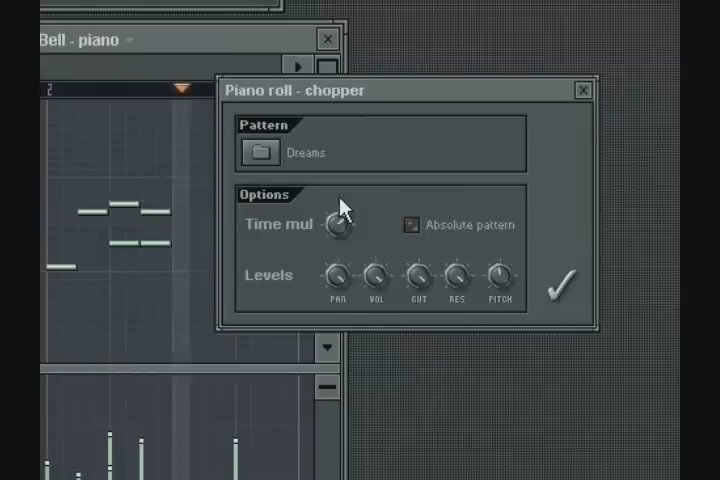 Bell - piano
2
Piano roll - chopper
Pattern
Dreams
Options
Time mul
Absolute pattern
Levels
PAN VOL CUT RES PITCH